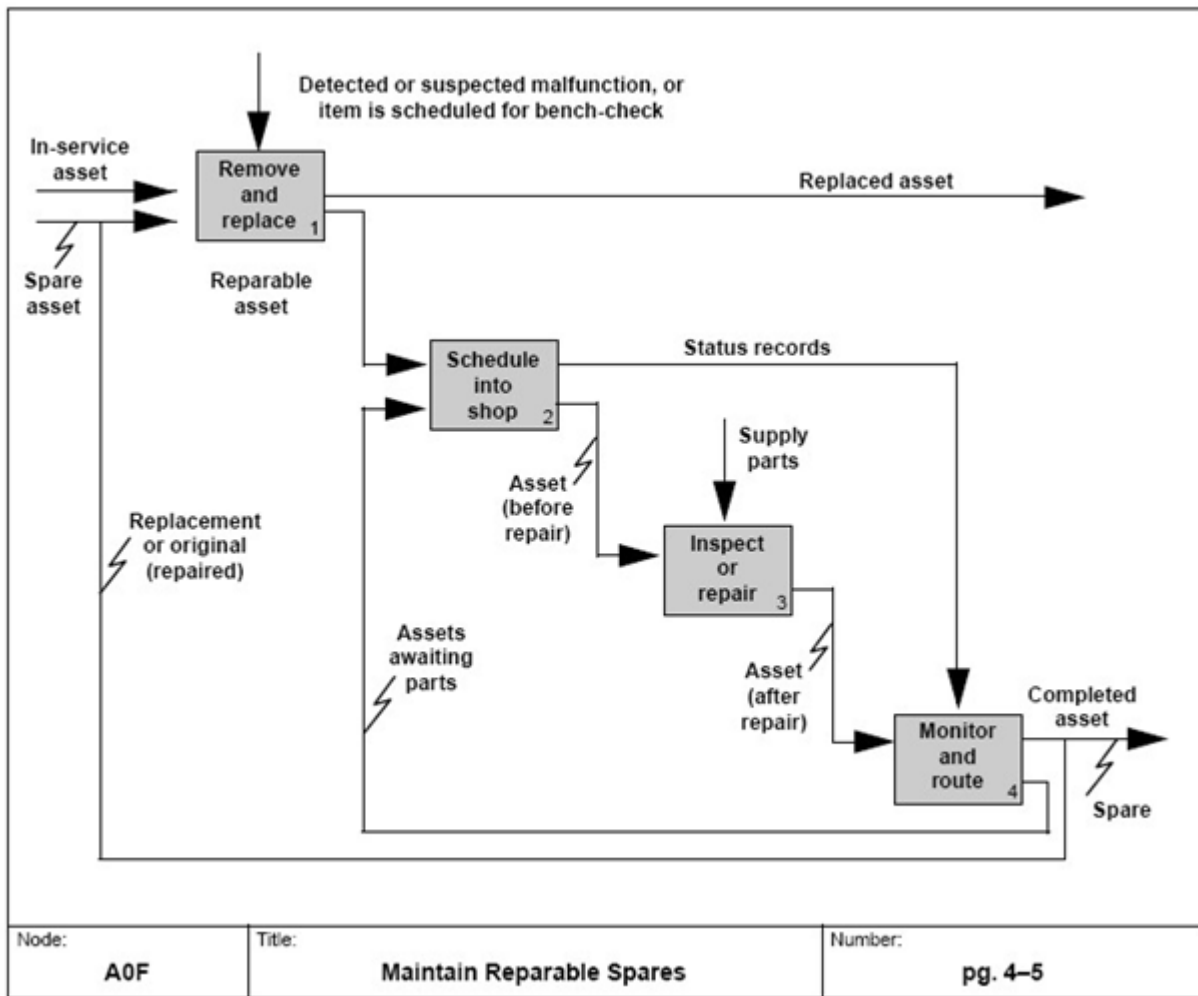 Detected or suspected malfunction, or
item is scheduled for bench-check
In-service
asset
Remove
and
replace
1
Replaced asset
Spare
asset
Reparable
asset
Schedule
into
shop
2
Status records
Supply
parts
Asset
(before
repair)
Replacement
or original
(repaired)
Inspect
or
repair
3
Assets
awaiting
parts
Asset
(after
repair)
Completed
asset
Monitor
and
route
4
Spare
Node:
A0F
Title:
Maintain Reparable Spares
Number:
pg. 4–5